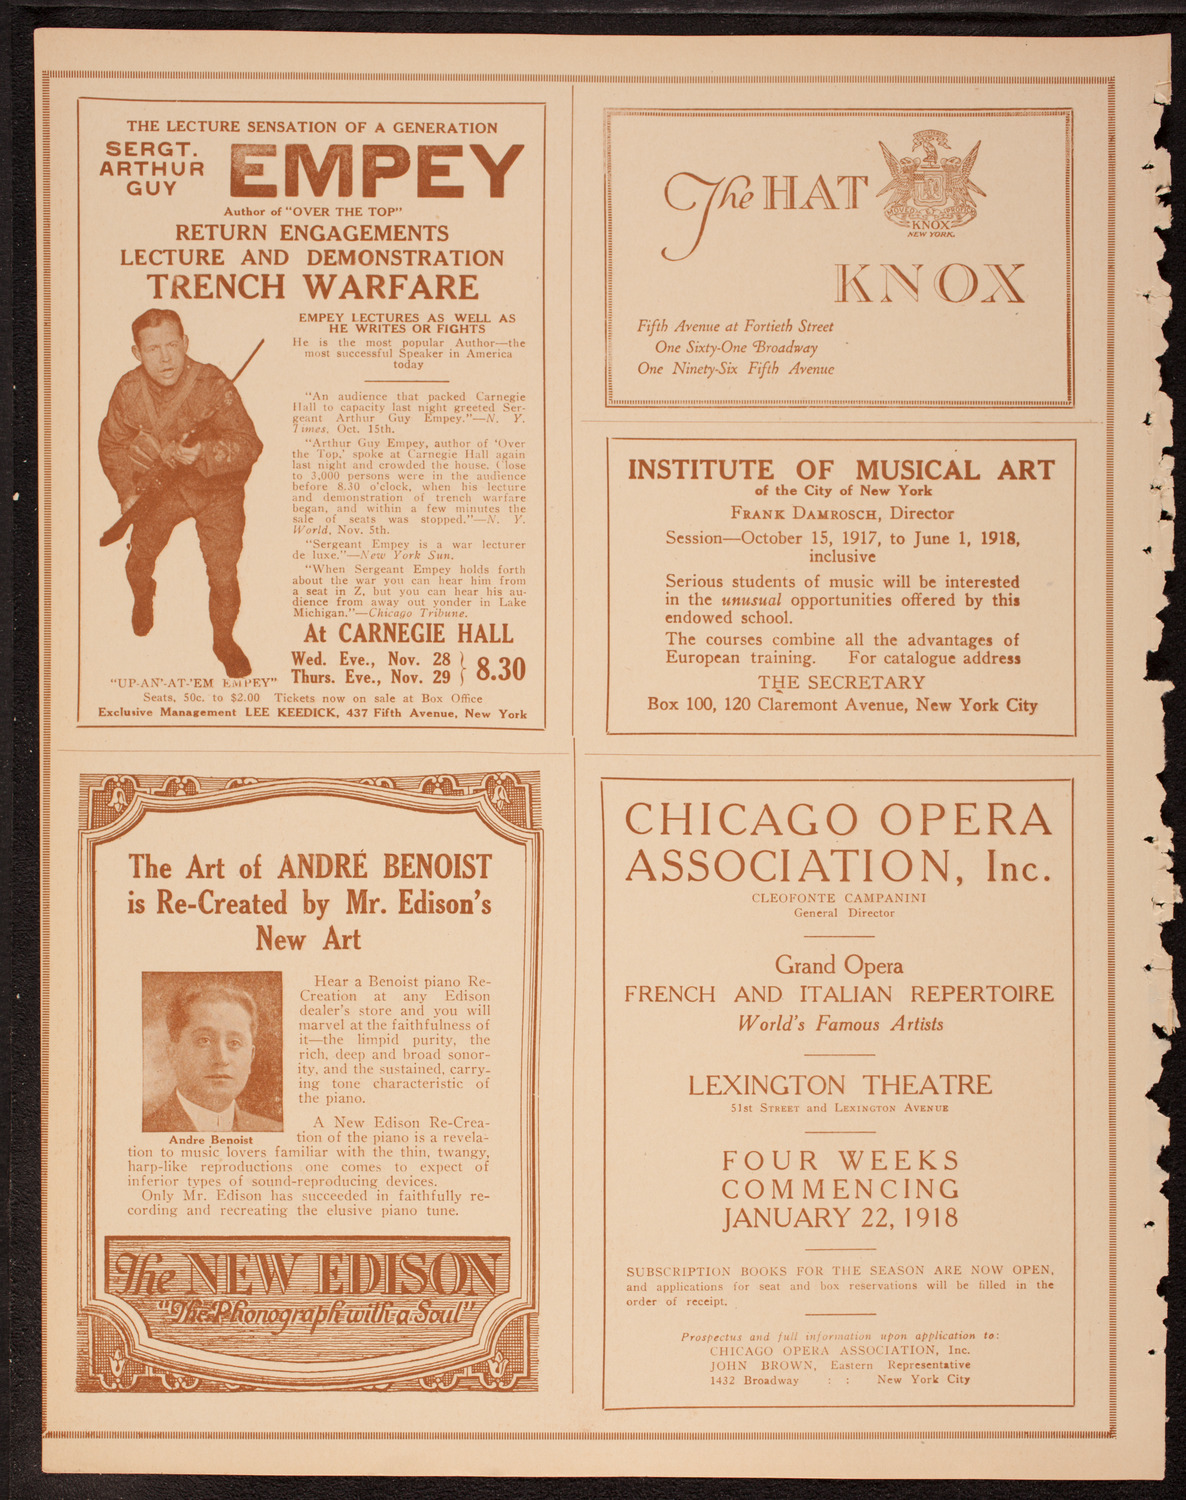 THE LECTURE SENSATION OF A GENERATION
SERGT.
ARTHUR
GUY
EMPEY
Author of "OVER THE TOP"
RETURN ENGAGEMENTS
LECTURE AND DEMONSTRATION
TRENCH WARFARE
EMPEY LECTURES AS WELL AS
HE WRITES OR FIGHTS
He is the most popular Author—the
most successful Speaker in America
today
"An audience that packed Carnegie
Hall to capacity last night greeted Ser-
geant Arthur Guy Empey."—N. Y.
Times, Oct. 15th.
"Arthur Guy Empey, author of 'Over
the Top,' spoke at Carnegie Hall again
last night and crowded the house. Close
to 3,000 persons were in the audience
before 8.30 o'clock, when his lecture
and demonstration of trench warfare
began, and within a few minutes the
sale of seats was stopped."—N. Y.
World, Nov. 5th.
"Sergeant Empey is a war lecturer
de luxe."—New York Sun.
"When Sergeant Empey holds forth
about the war you can hear him from
a seat in Z, but you can hear his au-
dience from away out yonder in Lake
Michigan."—Chicago Tribune.
At CARNEGIE HALL
Wed. Eve., Nov. 28
Thurs. Eve., Nov. 29 } 8.30
"UP-AN'-AT-'EM EMPEY"
Seats, 50c. to $2.00 Tickets now on sale at Box Office
Exclusive Management LEE KEEDICK, 437 Fifth Avenue, New York
The Art of ANDRÉ BENOIST
is Re-Created by Mr. Edison's
New Art
Hear a Benoist piano Re-
Creation at any Edison
dealer's store and you will
marvel at the faithfulness of
it—the limpid purity, the
rich, deep and broad sonor-
ity, and the sustained, carry-
ing tone characteristic of
the piano.
Andre Benoist
A New Edison Re-Crea-
tion of the piano is a revela-
tion to music lovers familiar with the thin, twangy,
harp-like reproductions one comes to expect of
inferior types of sound-reproducing devices.
Only Mr. Edison has succeeded in faithfully re-
cording and recreating the elusive piano tune.
The NEW EDISON
"The Phonograph with a Soul"
The HAT
KNOX
NEW YORK.
KNOX
Fifth Avenue at Fortieth Street
One Sixty-One Broadway
One Ninety-Six Fifth Avenue
INSTITUTE OF MUSICAL ART
of the City of New York
FRANK DAMROSCH, Director
Session—October 15, 1917, to June 1, 1918,
inclusive
Serious students of music will be interested
in the unusual opportunities offered by this
endowed school.
The courses combine all the advantages of
European training. For catalogue address
THE SECRETARY
Box 100, 120 Claremont Avenue, New York City
CHICAGO OPERA
ASSOCIATION, Inc.
CLEOFONTE CAMPANINI
General Director
Grand Opera
FRENCH AND ITALIAN REPERTOIRE
World's Famous Artists
LEXINGTON THEATRE
51st STREET and LEXINGTON AVENUE
FOUR WEEKS
COMMENCING
JANUARY 22, 1918
SUBSCRIPTION BOOKS FOR THE SEASON ARE NOW OPEN,
and applications for seat and box reservations will be filled in the
order of receipt.
Prospectus and full information upon application to:
CHICAGO OPERA ASSOCIATION, Inc.
JOHN BROWN, Eastern Representative
1432 Broadway : : New York City